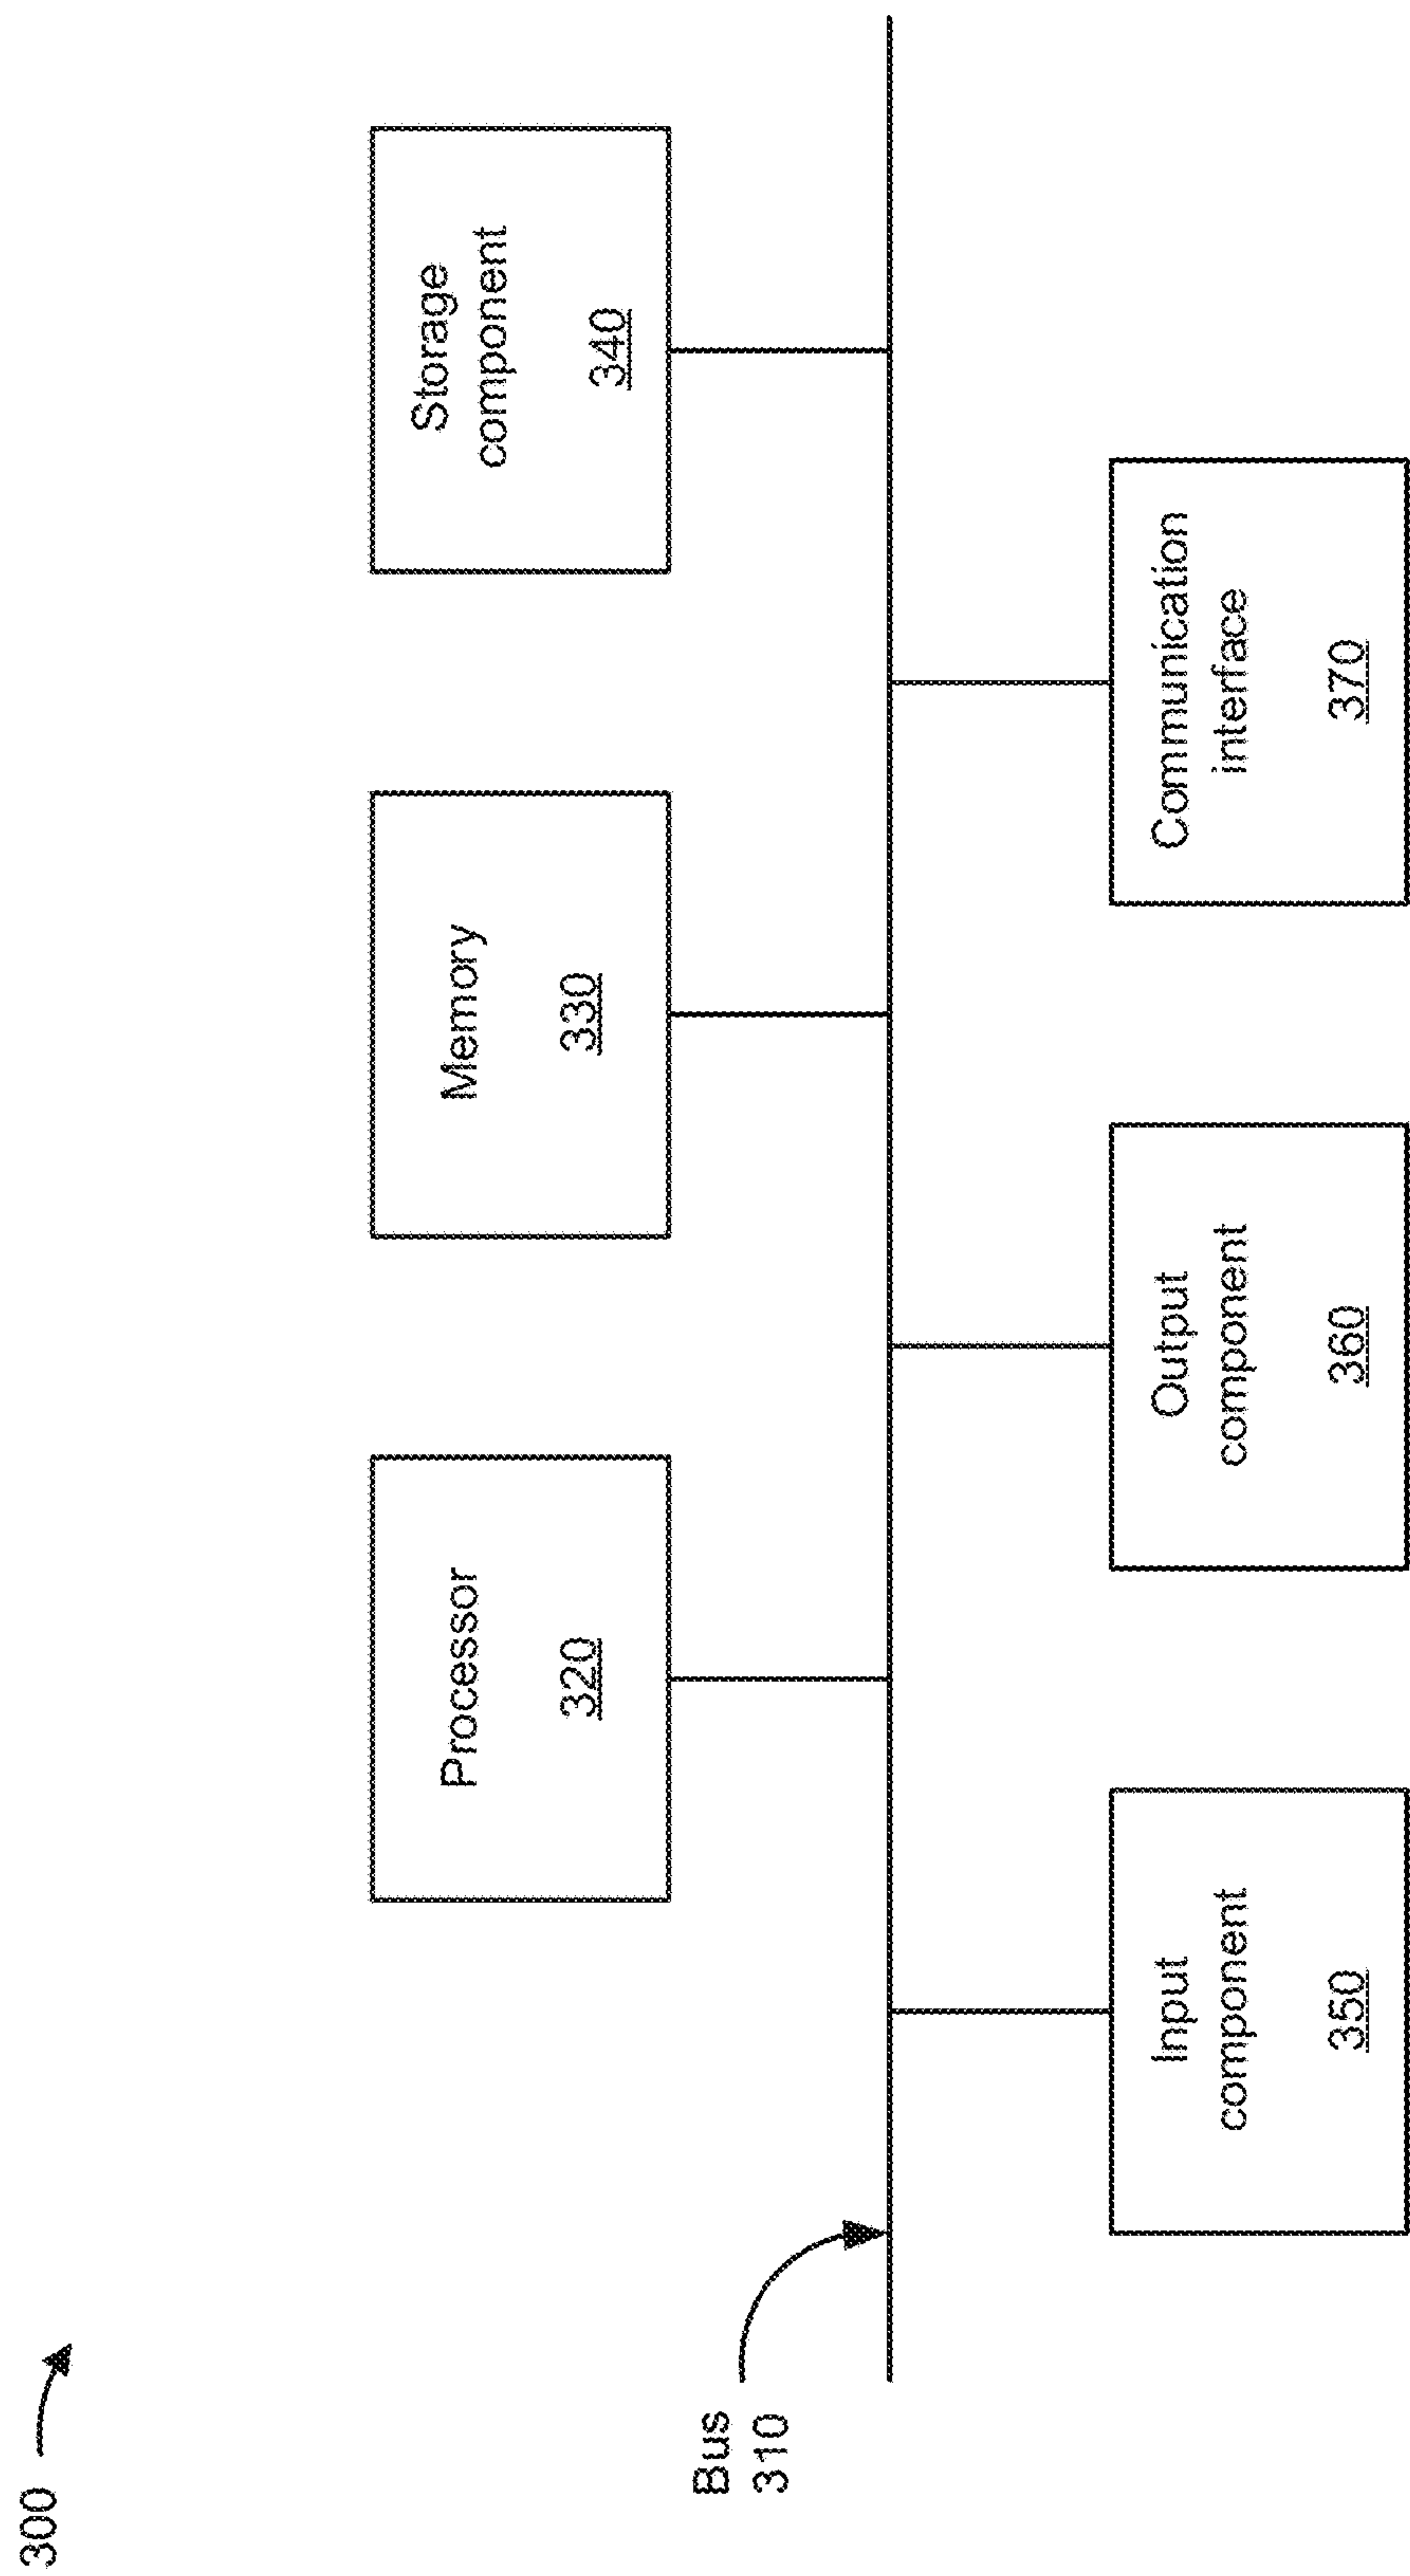 300
Processor
320
Memory
330
Storage
component
340
Bus
310
Input
component
350
Output
component
360
Communication
interface
370